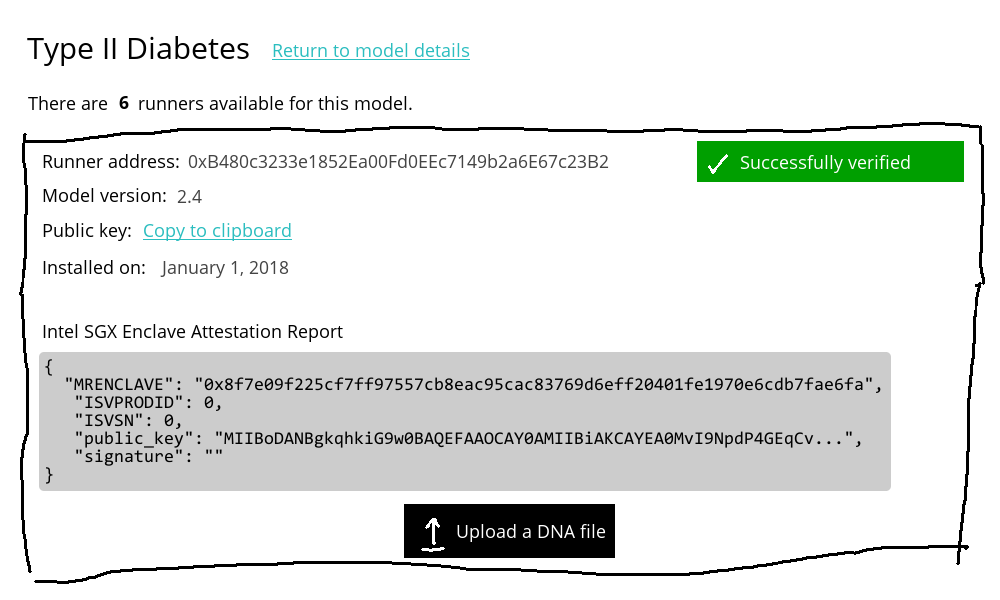 Type II Diabetes Return to model details
There are 6 runners available for this model.
Runner address: 0xB480c3233e1852Ea00Fd0EEc7149b2a6E67c23B2 Successfully verified
Model version: 2.4
Public key: Copy to clipboard
Installed on: January 1, 2018
Intel SGX Enclave Attestation Report
{
"MRENCLAVE": "0x8f7e09f225cf7ff97557cb8eac95cac83769d6eff20401fe1970e6cdb7fae6fa",
"ISVPRODID": 0,
"ISVSN": 0,
"public_key": "MIIBoDANBgkqhkiG9w0BAQEFAAOCAY0AMIIBiAKCAYEA0MvI9NpdP4GEqCv...",
"signature": ""
}
Upload a DNA file